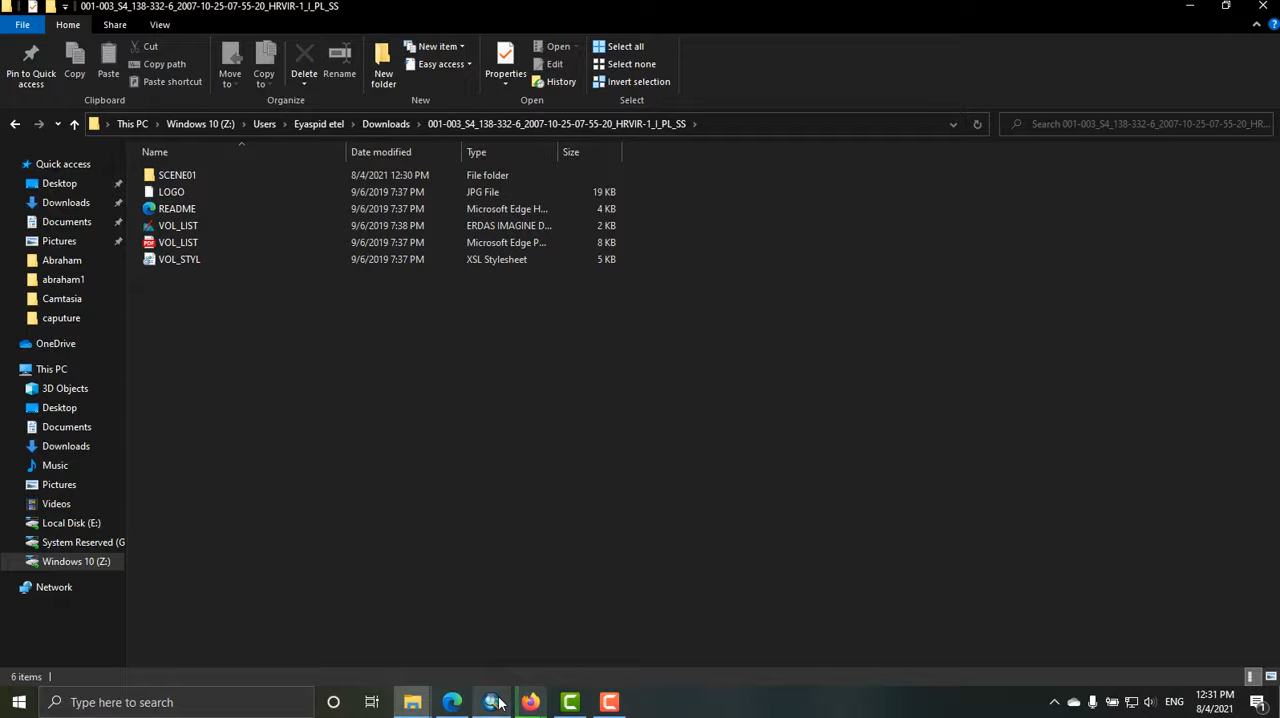 001-003_S4_138-332-6_2007-10-25-07-55-20_HRVIR-1_I_PL_SS
File Home Share View
Pin to Quick access
Copy
Paste
Cut
Copy path
Paste shortcut
Clipboard
Move to
Copy to
Delete
Rename
Organize
New folder
New item
Easy access
New
Properties
Open
Edit
History
Open
Select all
Select none
Invert selection
Select
This PC Windows 10 (Z:) Users Eyaspid etel Downloads 001-003_S4_138-332-6_2007-10-25-07-55-20_HRVIR-1_I_PL_SS
Search 001-003_S4_138-332-6_2007-10-25-07-55-20_HRVIR-1_I_PL_...
Name Date modified Type Size
SCENE01 8/4/2021 12:30 PM File folder
LOGO 9/6/2019 7:37 PM JPG File 19 KB
README 9/6/2019 7:37 PM Microsoft Edge H... 4 KB
VOL_LIST 9/6/2019 7:38 PM ERDAS IMAGINE D... 2 KB
VOL_LIST 9/6/2019 7:37 PM Microsoft Edge P... 8 KB
VOL_STYL 9/6/2019 7:37 PM XSL Stylesheet 5 KB
Quick access
Desktop
Downloads
Documents
Pictures
Abraham
abraham1
Camtasia
caputure
OneDrive
This PC
3D Objects
Desktop
Documents
Downloads
Music
Pictures
Videos
Local Disk (E:)
System Reserved (G
Windows 10 (Z:)
Network
6 items
Type here to search
ENG
12:31 PM
8/4/2021
1